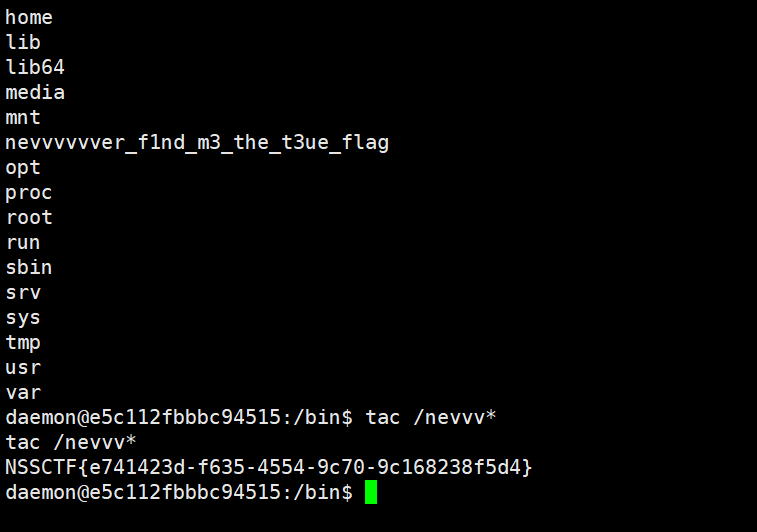 home
lib
lib64
media
mnt
nevvvvvver_f1nd_m3_the_t3ue_flag
opt
proc
root
run
sbin
srv
sys
tmp
usr
var
daemon@e5c112fbbbc94515:/bin$ tac /nevvv*
tac /nevvv*
NSSCTF{e741423d-f635-4554-9c70-9c168238f5d4}
daemon@e5c112fbbbc94515:/bin$